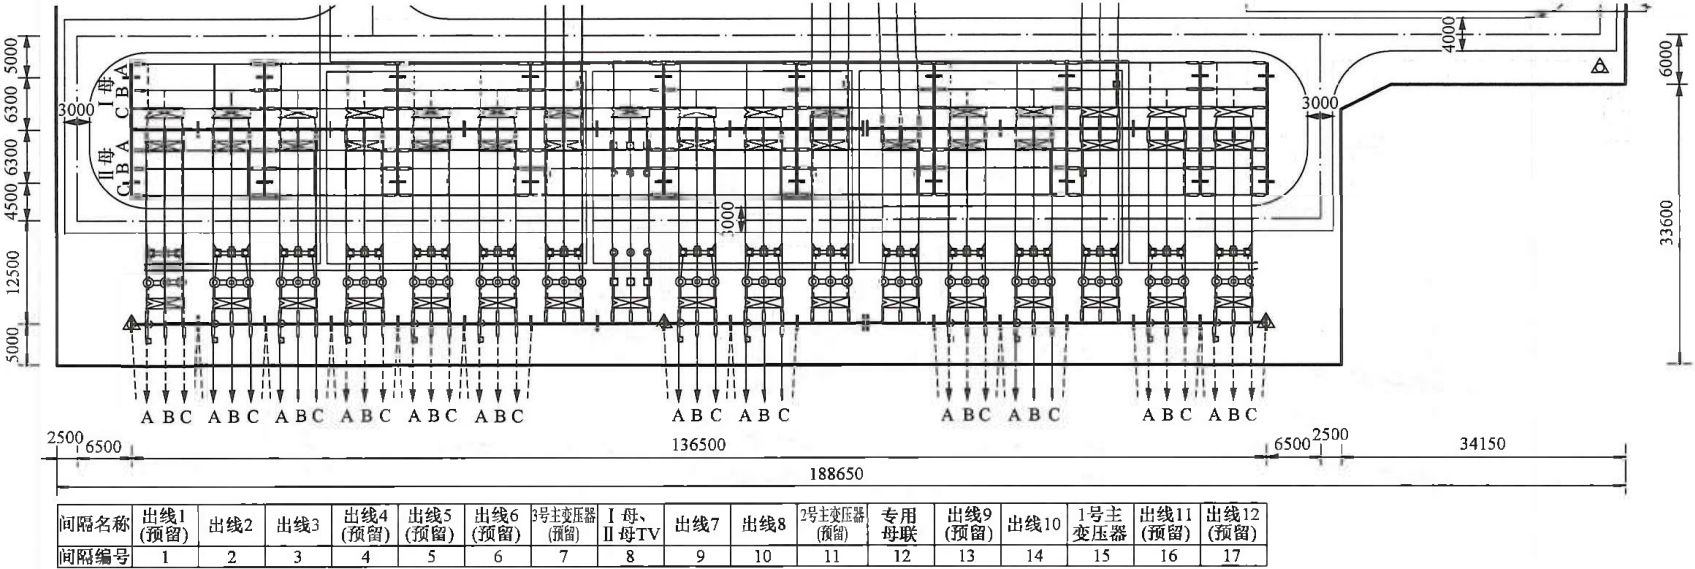 5000
6300
6300
4500
12500
5000
3000
Ⅰ母
A
B
C
Ⅱ母
A
B
C
3000
4000
3000
6000
33600
A B C
A B C
A B C
A B C
A B C
A B C
A B C
A B C
A B C
A B C
A B C
A B C
2500
6500
136500
6500
2500
34150
188650
间隔名称 出线1(预留) 出线2 出线3 出线4(预留) 出线5(预留) 出线6(预留) 3号主变压器(预留) Ⅰ母、Ⅱ母TV 出线7 出线8 2号主变压器(预留) 专用母联 出线9(预留) 出线10 1号主变压器 出线11(预留) 出线12(预留)
间隔编号 1 2 3 4 5 6 7 8 9 10 11 12 13 14 15 16 17